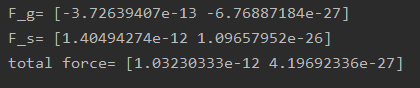 F_g= [-3.72639407e-13 -6.76887184e-27]
F_s= [1.40494274e-12 1.09657952e-26]
total force= [1.03230333e-12 4.19692336e-27]